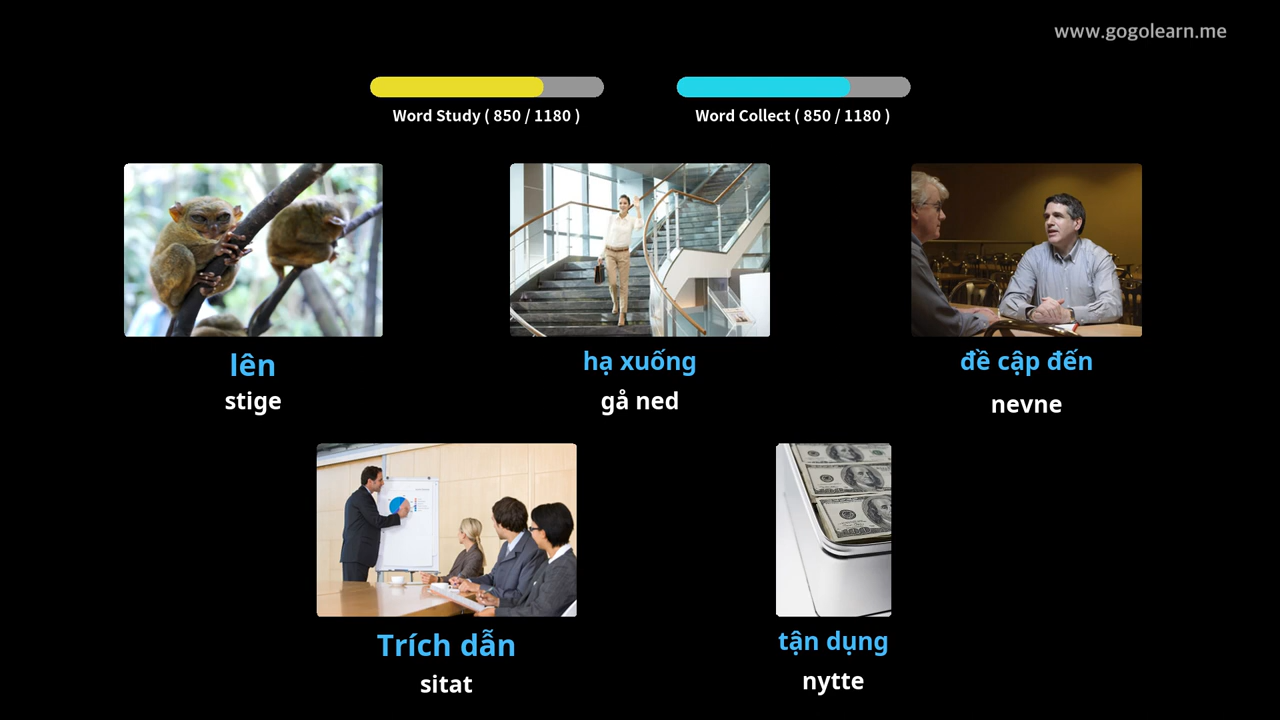 www.gogolearn.me
Word Study ( 850 / 1180 )
Word Collect ( 850 / 1180 )
lên
stige
hạ xuống
gå ned
đề cập đến
nevne
Trích dẫn
sitat
tận dụng
nytte